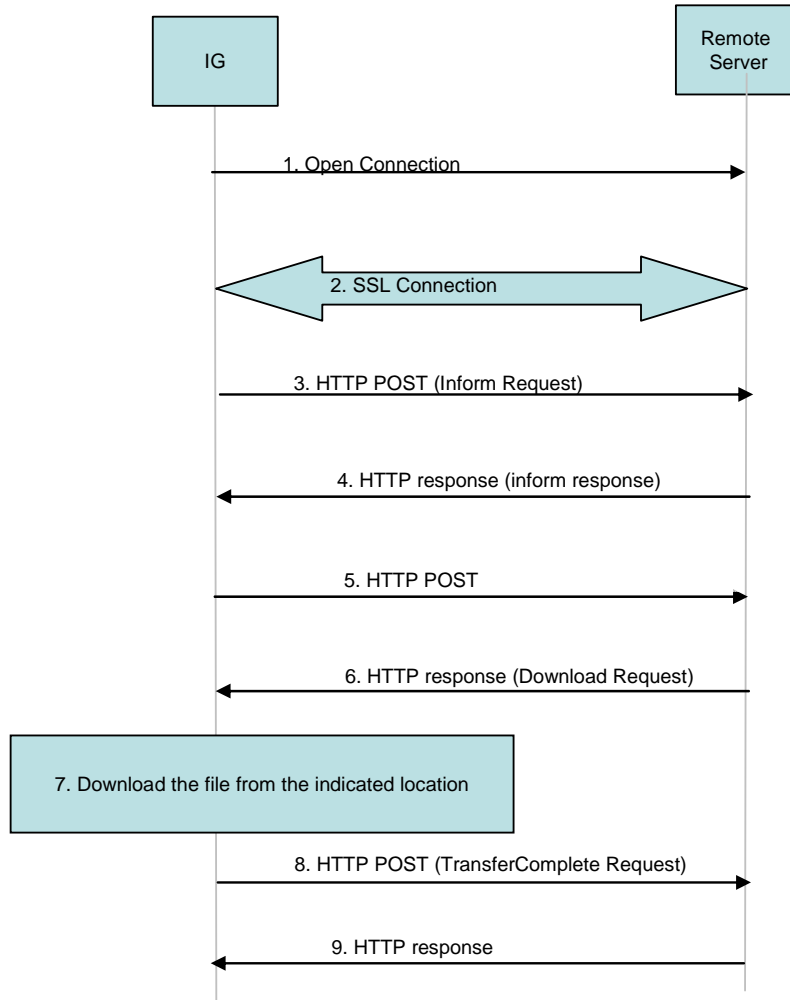 IG
Remote
Server
1. Open Connection
2. SSL Connection
3. HTTP POST (Inform Request)
4. HTTP response (inform response)
5. HTTP POST
6. HTTP response (Download Request)
7. Download the file from the indicated location
8. HTTP POST (TransferComplete Request)
9. HTTP response